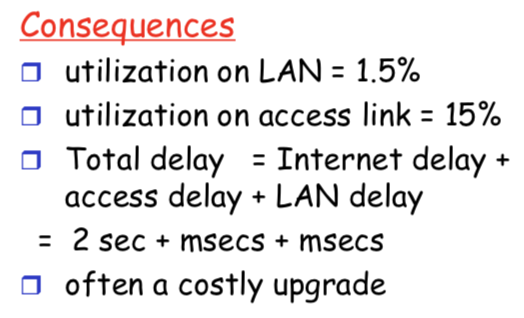 Consequences
utilization on LAN = 1.5%
utilization on access link = 15%
Total delay = Internet delay +
access delay + LAN delay
= 2 sec + msecs + msecs
often a costly upgrade